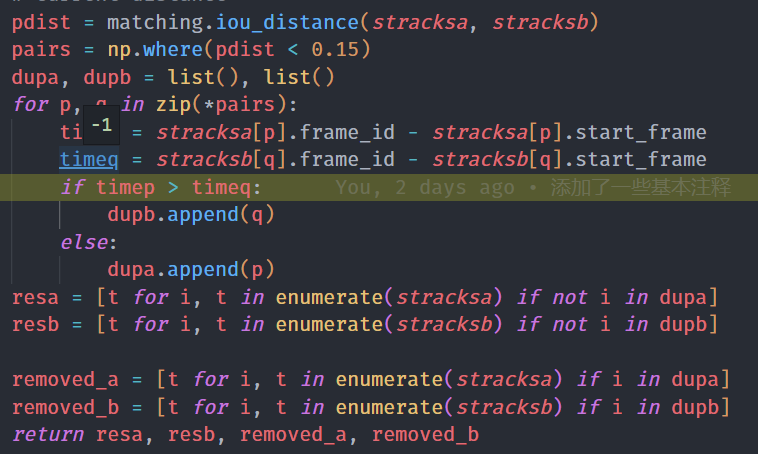 pdist = matching.iou_distance(stracksa, stracksb)
pairs = np.where(pdist < 0.15)
dupa, dupb = list(), list()
for p, q in zip(*pairs):
-1
ti = stracksa[p].frame_id - stracksa[p].start_frame
timeq = stracksb[q].frame_id - stracksb[q].start_frame
if timep > timeq: You, 2 days ago • 添加了一些基本注释
dupb.append(q)
else:
dupa.append(p)
resa = [t for i, t in enumerate(stracksa) if not i in dupa]
resb = [t for i, t in enumerate(stracksb) if not i in dupb]
removed_a = [t for i, t in enumerate(stracksa) if i in dupa]
removed_b = [t for i, t in enumerate(stracksb) if i in dupb]
return resa, resb, removed_a, removed_b